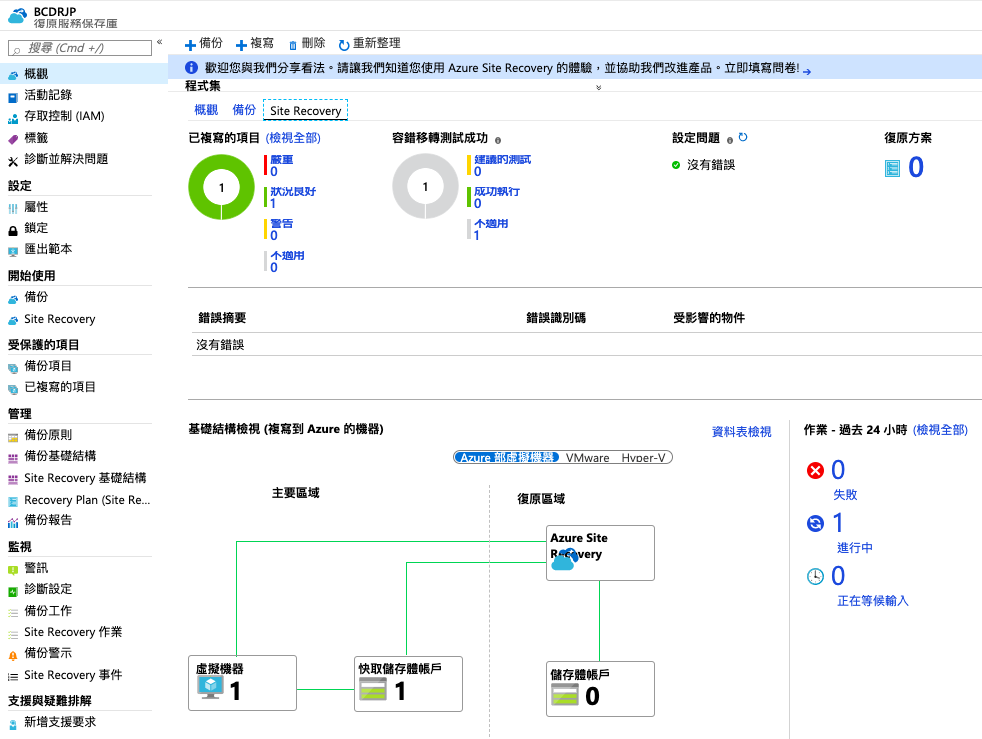 BCDRJP
復原服務保存庫
搜尋 (Cmd +/)
«
概觀
活動記錄
存取控制 (IAM)
標籤
診斷並解決問題
設定
屬性
鎖定
匯出範本
開始使用
備份
Site Recovery
受保護的項目
備份項目
已複寫的項目
管理
備份原則
備份基礎結構
Site Recovery 基礎結構
Recovery Plan (Site Re...
備份報告
監視
警訊
診斷設定
備份工作
Site Recovery 作業
備份警示
Site Recovery 事件
支援與疑難排解
新增支援要求
備份 複寫 刪除 重新整理
歡迎您與我們分享看法。請讓我們知道您使用 Azure Site Recovery 的體驗，並協助我們改進產品。立即填寫問卷! →
程式集
概觀 備份 Site Recovery
已複寫的項目 (檢視全部)
1
嚴重
0
狀況良好
1
警告
0
不適用
0
容錯移轉測試成功
1
建議的測試
0
成功執行
0
不適用
1
設定問題
沒有錯誤
復原方案
0
錯誤摘要 錯誤識別碼 受影響的物件
沒有錯誤
基礎結構檢視 (複寫到 Azure 的機器)
資料表檢視
Azure 部虛擬機器 VMware Hyper-V
主要區域 復原區域
Azure Site
Recovery
虛擬機器
1
快取儲存體帳戶
1
儲存體帳戶
0
作業 - 過去 24 小時 (檢視全部)
0
失敗
1
進行中
0
正在等候輸入